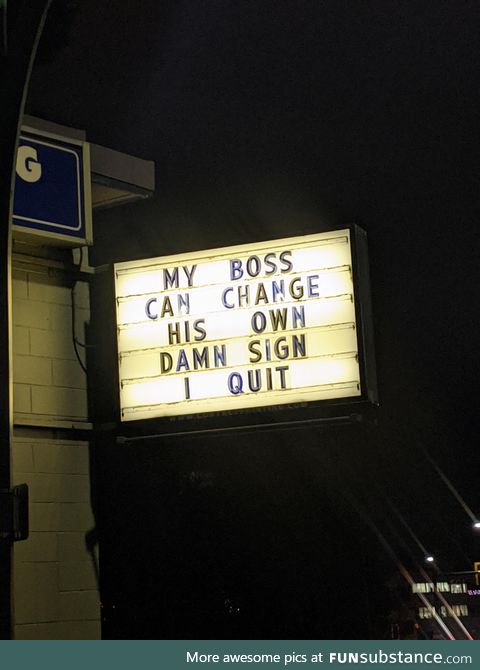 G
MY BOSS
CAN CHANGE
HIS OWN
DAMN SIGN
I QUIT
More awesome pics at FUNsubstance.com